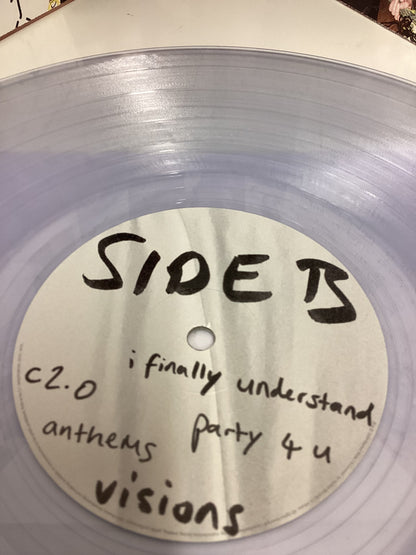 SIDE B
i finally understand
c2.0
party 4 u
anthems
visions